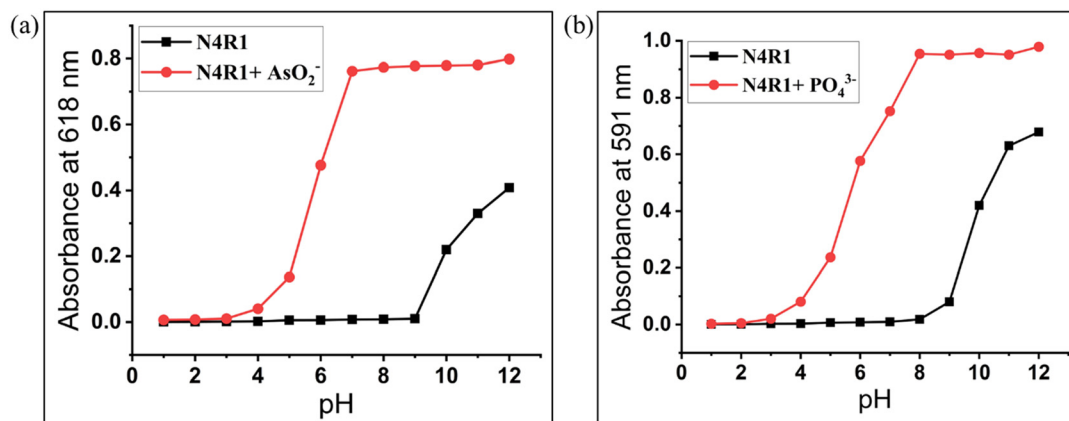 (a)
N4R1
N4R1+ AsO₂⁻
Absorbance at 618 nm
0.8
0.6
0.4
0.2
0.0
0 2 4 6 8 10 12
pH
(b)
N4R1
N4R1+ PO₄³⁻
Absorbance at 591 nm
1.0
0.8
0.6
0.4
0.2
0.0
0 2 4 6 8 10 12
pH